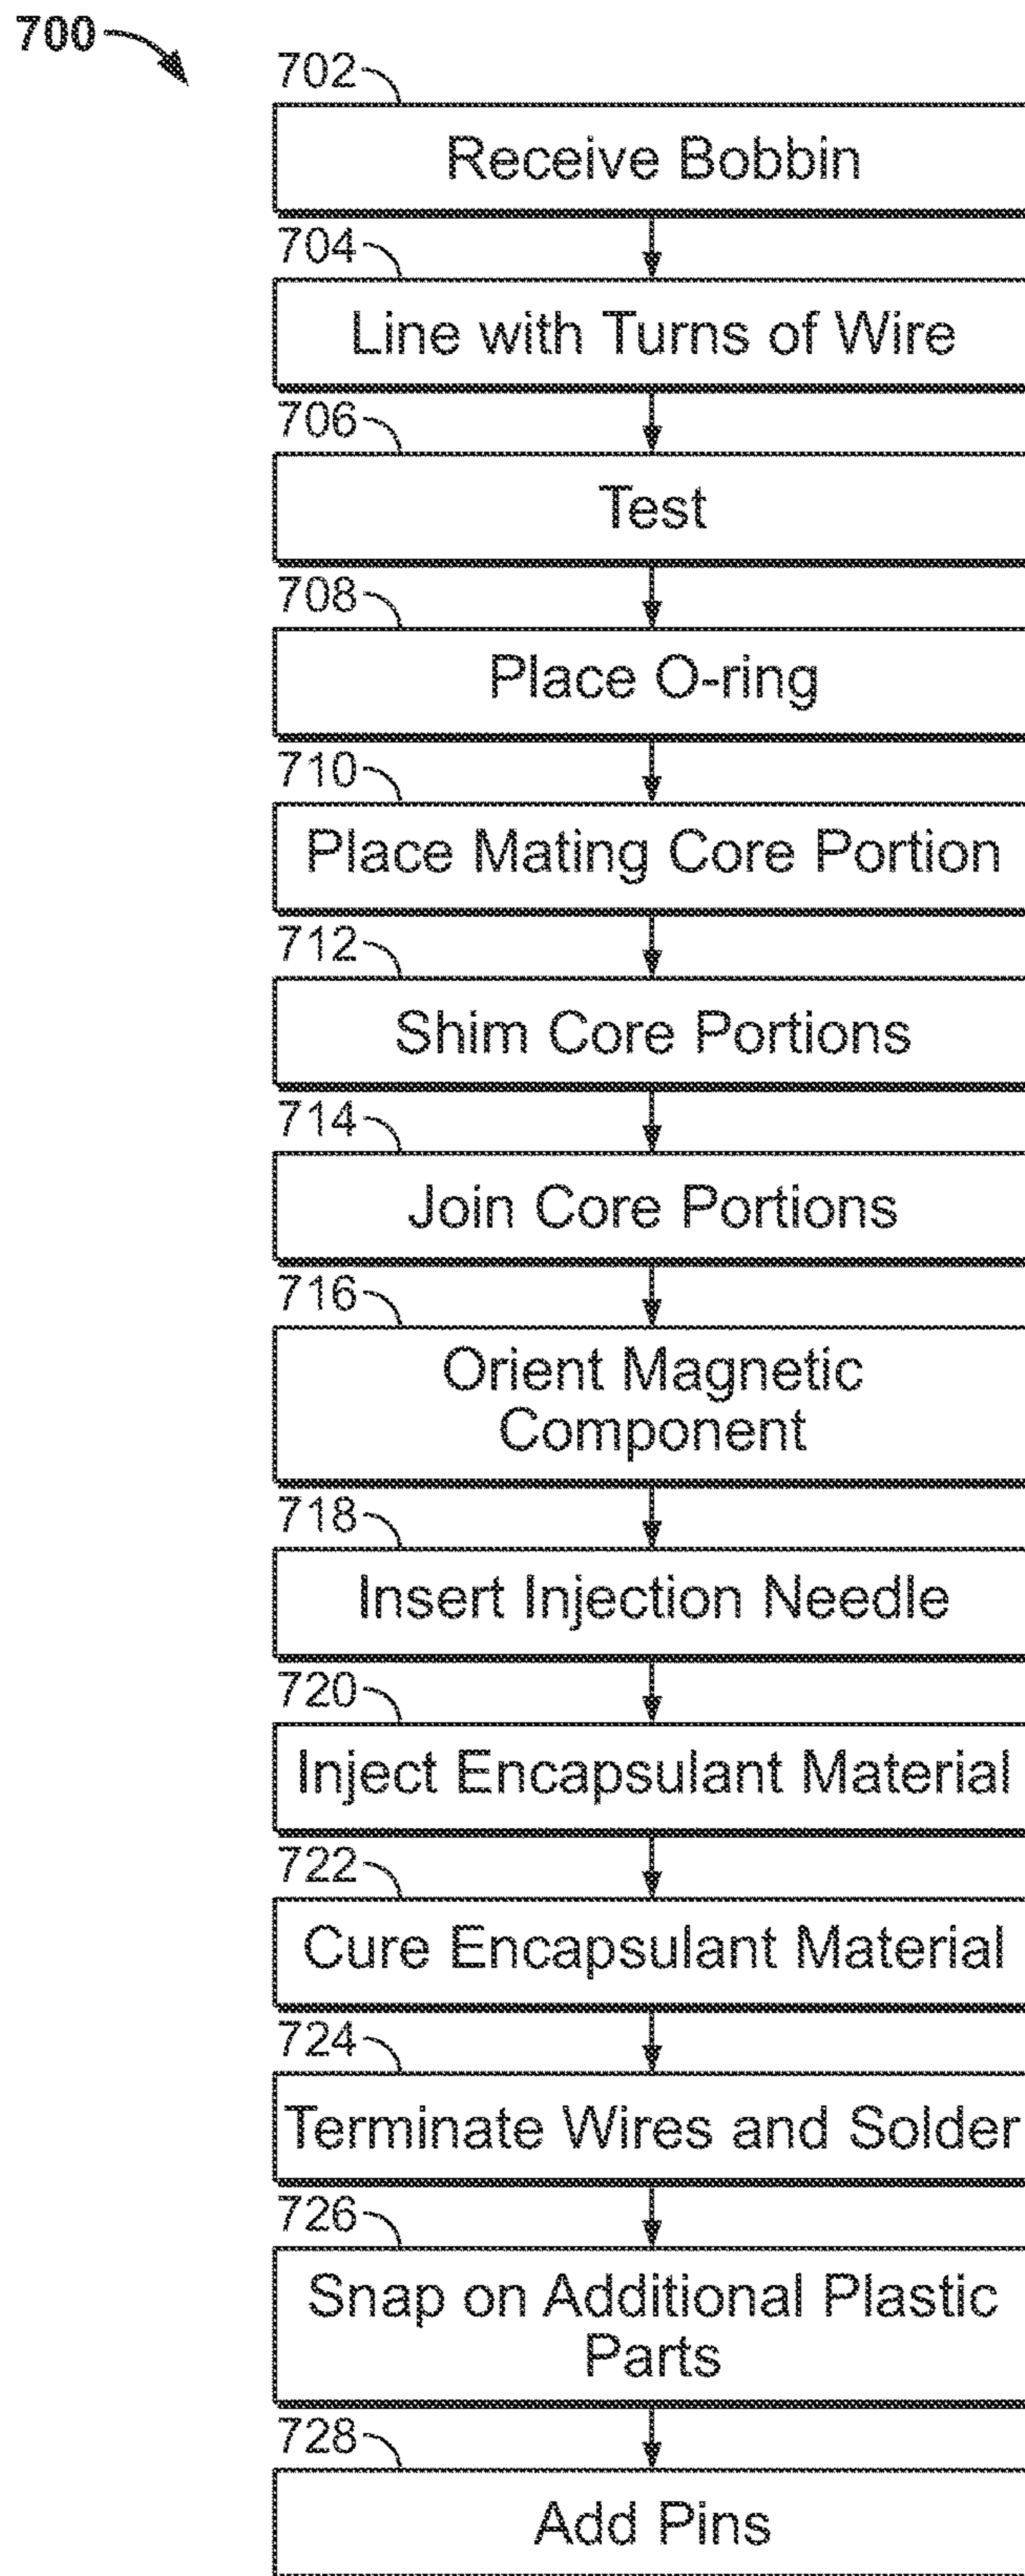 700
702
Receive Bobbin
704
Line with Turns of Wire
706
Test
708
Place O-ring
710
Place Mating Core Portion
712
Shim Core Portions
714
Join Core Portions
716
Orient Magnetic
Component
718
Insert Injection Needle
720
Inject Encapsulant Material
722
Cure Encapsulant Material
724
Terminate Wires and Solder
726
Snap on Additional Plastic
Parts
728
Add Pins